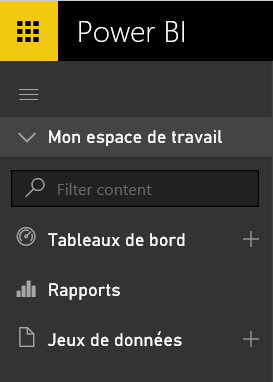 Power BI
Mon espace de travail
Filter content
Tableaux de bord
Rapports
Jeux de données